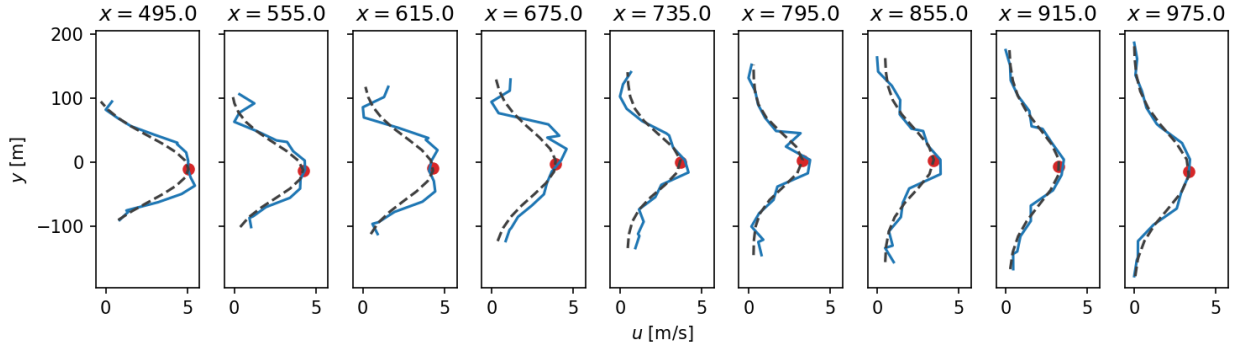 x = 495.0 x = 555.0 x = 615.0 x = 675.0 x = 735.0 x = 795.0 x = 855.0 x = 915.0 x = 975.0
200
100
0
−100
y [m]
0 5 0 5 0 5 0 5 0 5 0 5 0 5 0 5 0 5
u [m/s]